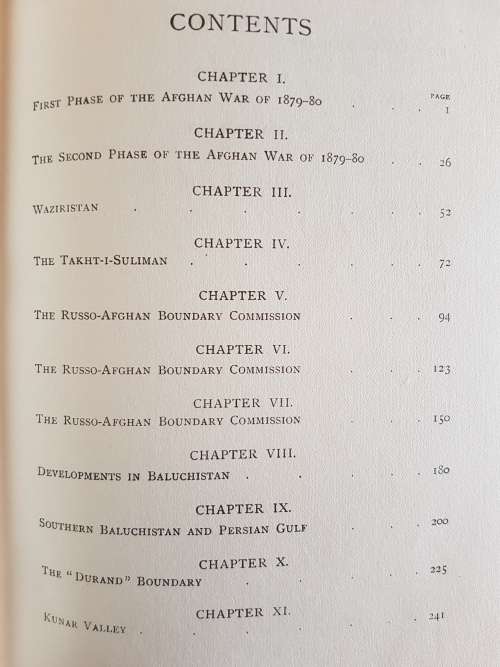 CONTENTS
CHAPTER I.
PAGE
First Phase of the Afghan War of 1879-80 . . . 1
CHAPTER II.
The Second Phase of the Afghan War of 1879-80 . . 26
CHAPTER III.
Waziristan . . . . . . 52
CHAPTER IV.
The Takht-i-Suliman . . . . . 72
CHAPTER V.
The Russo-Afghan Boundary Commission . . . 94
CHAPTER VI.
The Russo-Afghan Boundary Commission . . . 123
CHAPTER VII.
The Russo-Afghan Boundary Commission . . . 150
CHAPTER VIII.
Developments in Baluchistan . . . . 180
CHAPTER IX.
Southern Baluchistan and Persian Gulf . . . 200
CHAPTER X.
The "Durand" Boundary . . . . . 225
CHAPTER XI.
Kunar Valley . . . . . . 241